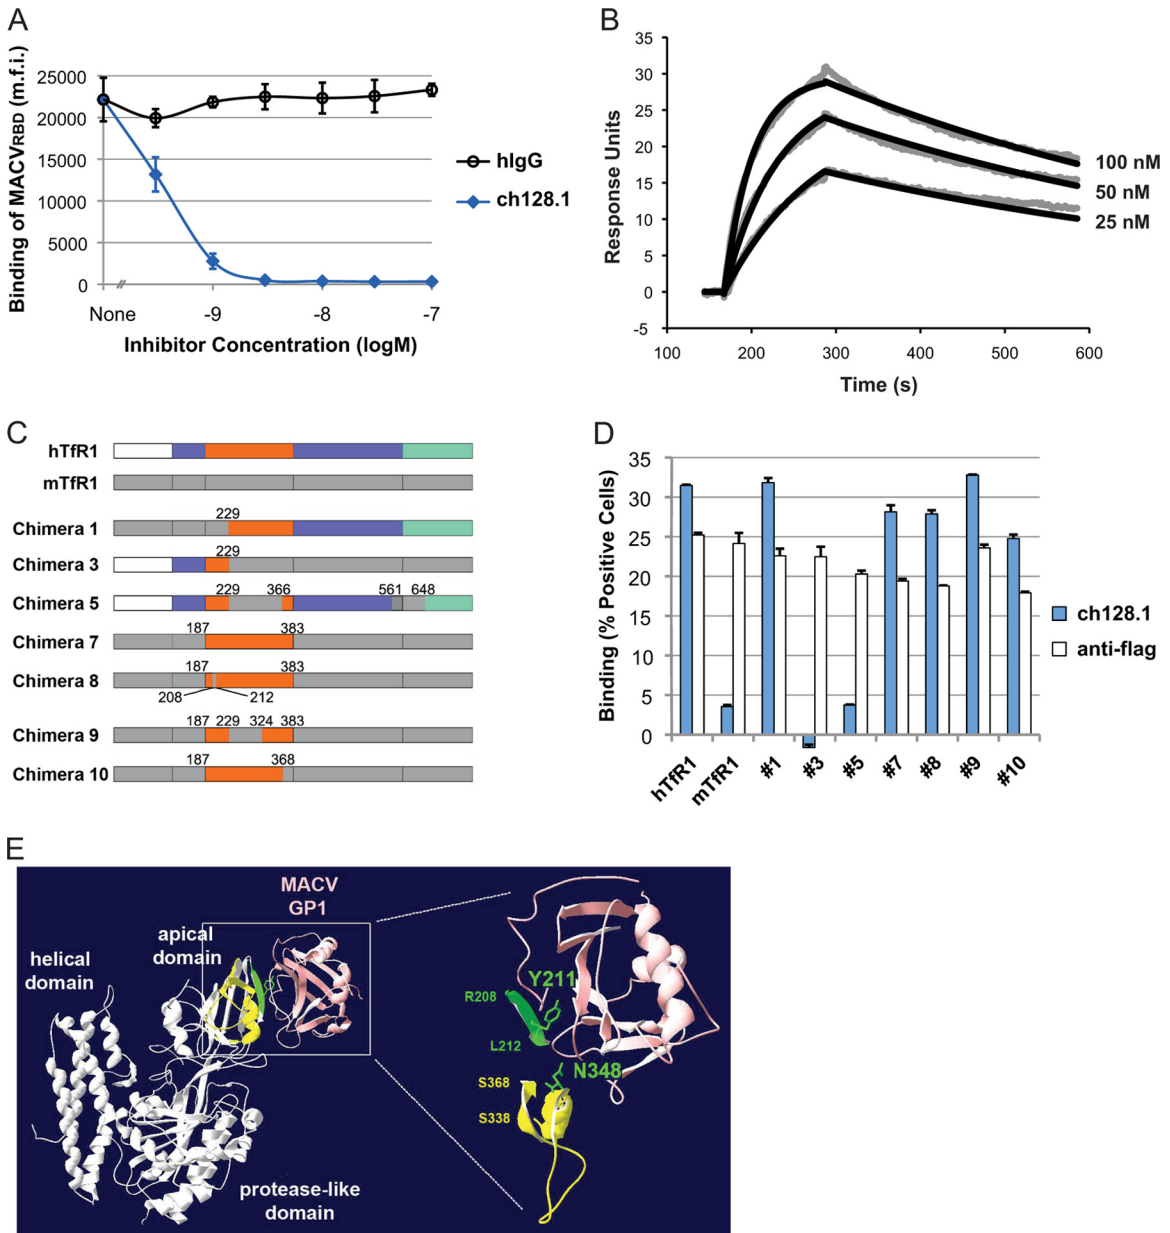 A
Binding of MACVRBD (m.f.i.)
25000
20000
15000
10000
5000
0
None
-9
-8
-7
Inhibitor Concentration (logM)
hIgG
ch128.1
B
Response Units
35
30
25
20
15
10
5
0
-5
100
200
300
400
500
600
Time (s)
100 nM
50 nM
25 nM
C
hTfR1
mTfR1
Chimera 1
229
Chimera 3
229
Chimera 5
229 366 561 648
Chimera 7
187 383
Chimera 8
187 383
208 212
Chimera 9
187 229 324 383
Chimera 10
187 368
D
Binding (% Positive Cells)
35
30
25
20
15
10
5
0
hTfR1
mTfR1
#1
#3
#5
#7
#8
#9
#10
ch128.1
anti-flag
E
MACV
GP1
apical
domain
helical
domain
protease-like
domain
Y211
R208
L212
N348
S368
S338